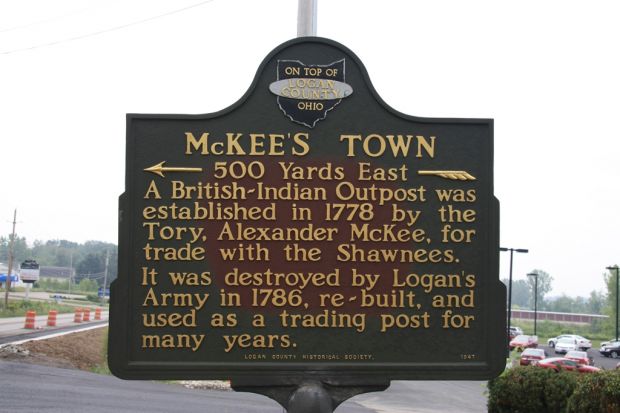 ON TOP OF
LOGAN
COUNTY
OHIO
McKEE'S TOWN
500 Yards East
A British-Indian Outpost was
established in 1778 by the
Tory, Alexander McKee, for
trade with the Shawnees.
It was destroyed by Logan's
Army in 1786, re-built, and
used as a trading post for
many years.
LOGAN COUNTY HISTORICAL SOCIETY. 1947